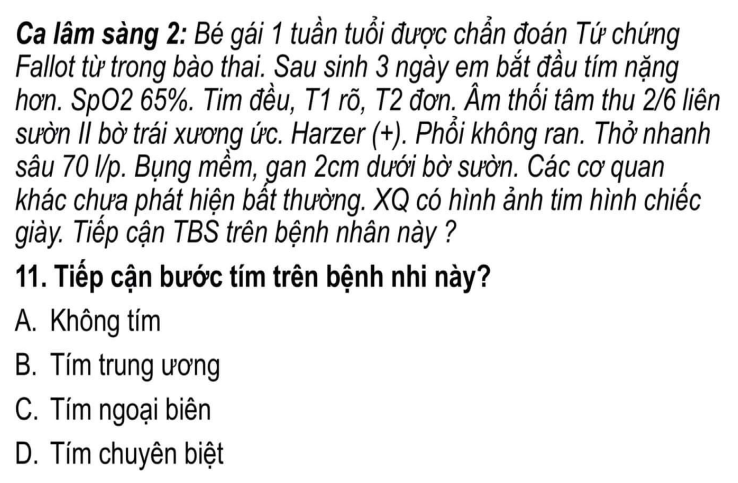 Ca lâm sàng 2: Bé gái 1 tuần tuổi được chẩn đoán Tứ chứng
Fallot từ trong bào thai. Sau sinh 3 ngày em bắt đầu tím nặng
hơn. SpO2 65%. Tim đều, T1 rõ, T2 đơn. Âm thổi tâm thu 2/6 liên
sườn II bờ trái xương ức. Harzer (+). Phổi không ran. Thở nhanh
sâu 70 l/p. Bụng mềm, gan 2cm dưới bờ sườn. Các cơ quan
khác chưa phát hiện bất thường. XQ có hình ảnh tim hình chiếc
giày. Tiếp cận TBS trên bệnh nhân này ?
11. Tiếp cận bước tím trên bệnh nhi này?
A. Không tím
B. Tím trung ương
C. Tím ngoại biên
D. Tím chuyên biệt